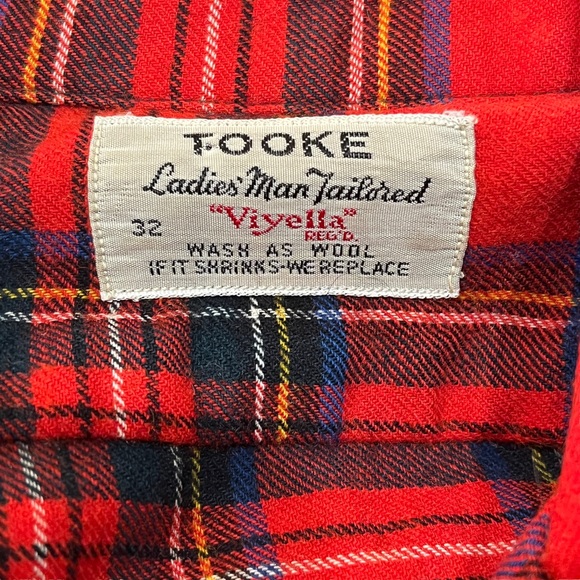 TOOKE
Ladies' Man Tailored
32
"Viyella"
REG'D.
WASH AS WOOL
IF IT SHRINKS-WE REPLACE